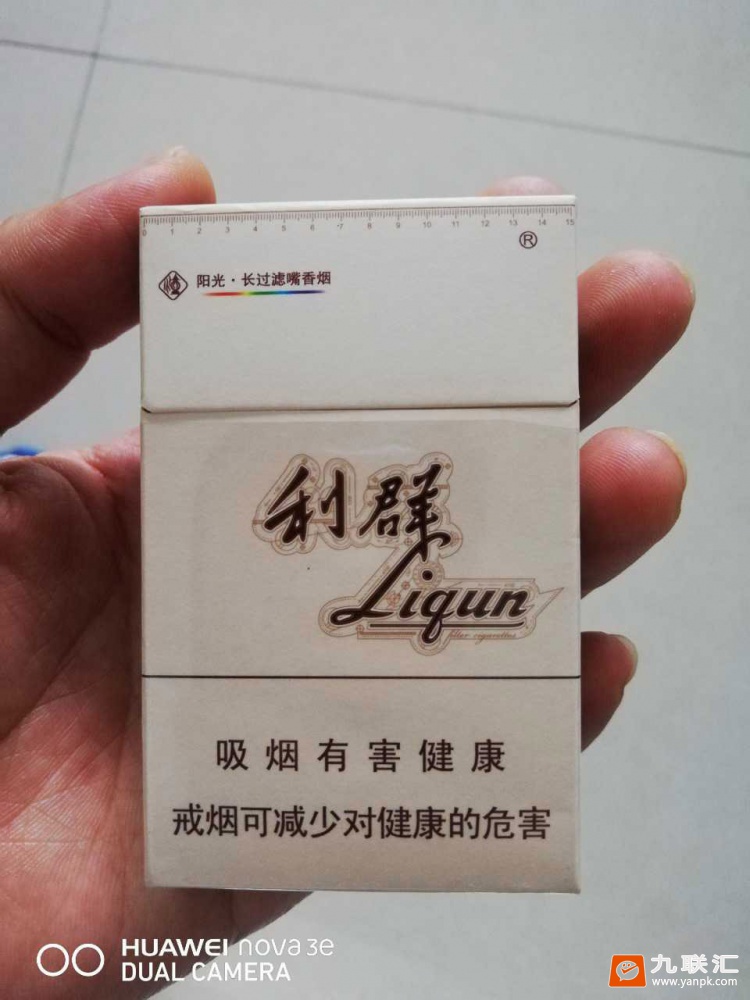 0 1 2 3 4 5 6 7 8 9 10 11 12 13 14 15
®
阳光·长过滤嘴香烟
利群
Liqun
filter cigarettes
吸烟有害健康
戒烟可减少对健康的危害
HUAWEI nova 3e
DUAL CAMERA
九联汇
www.yanpk.com